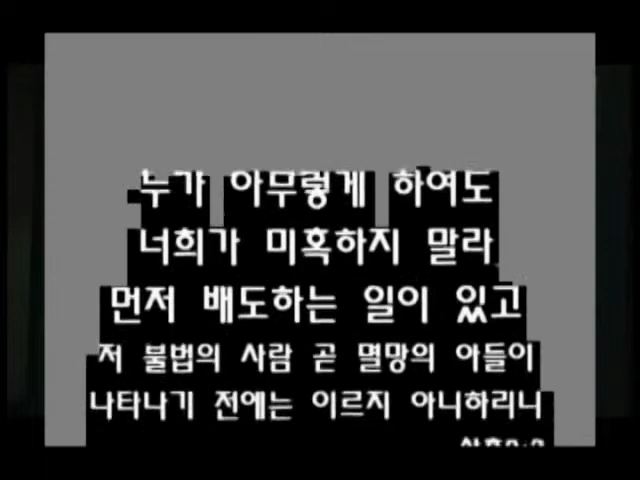 누가 아무렇게 하여도
너희가 미혹하지 말라
먼저 배도하는 일이 있고
저 불법의 사람 곧 멸망의 아들이
나타나기 전에는 이르지 아니하리니